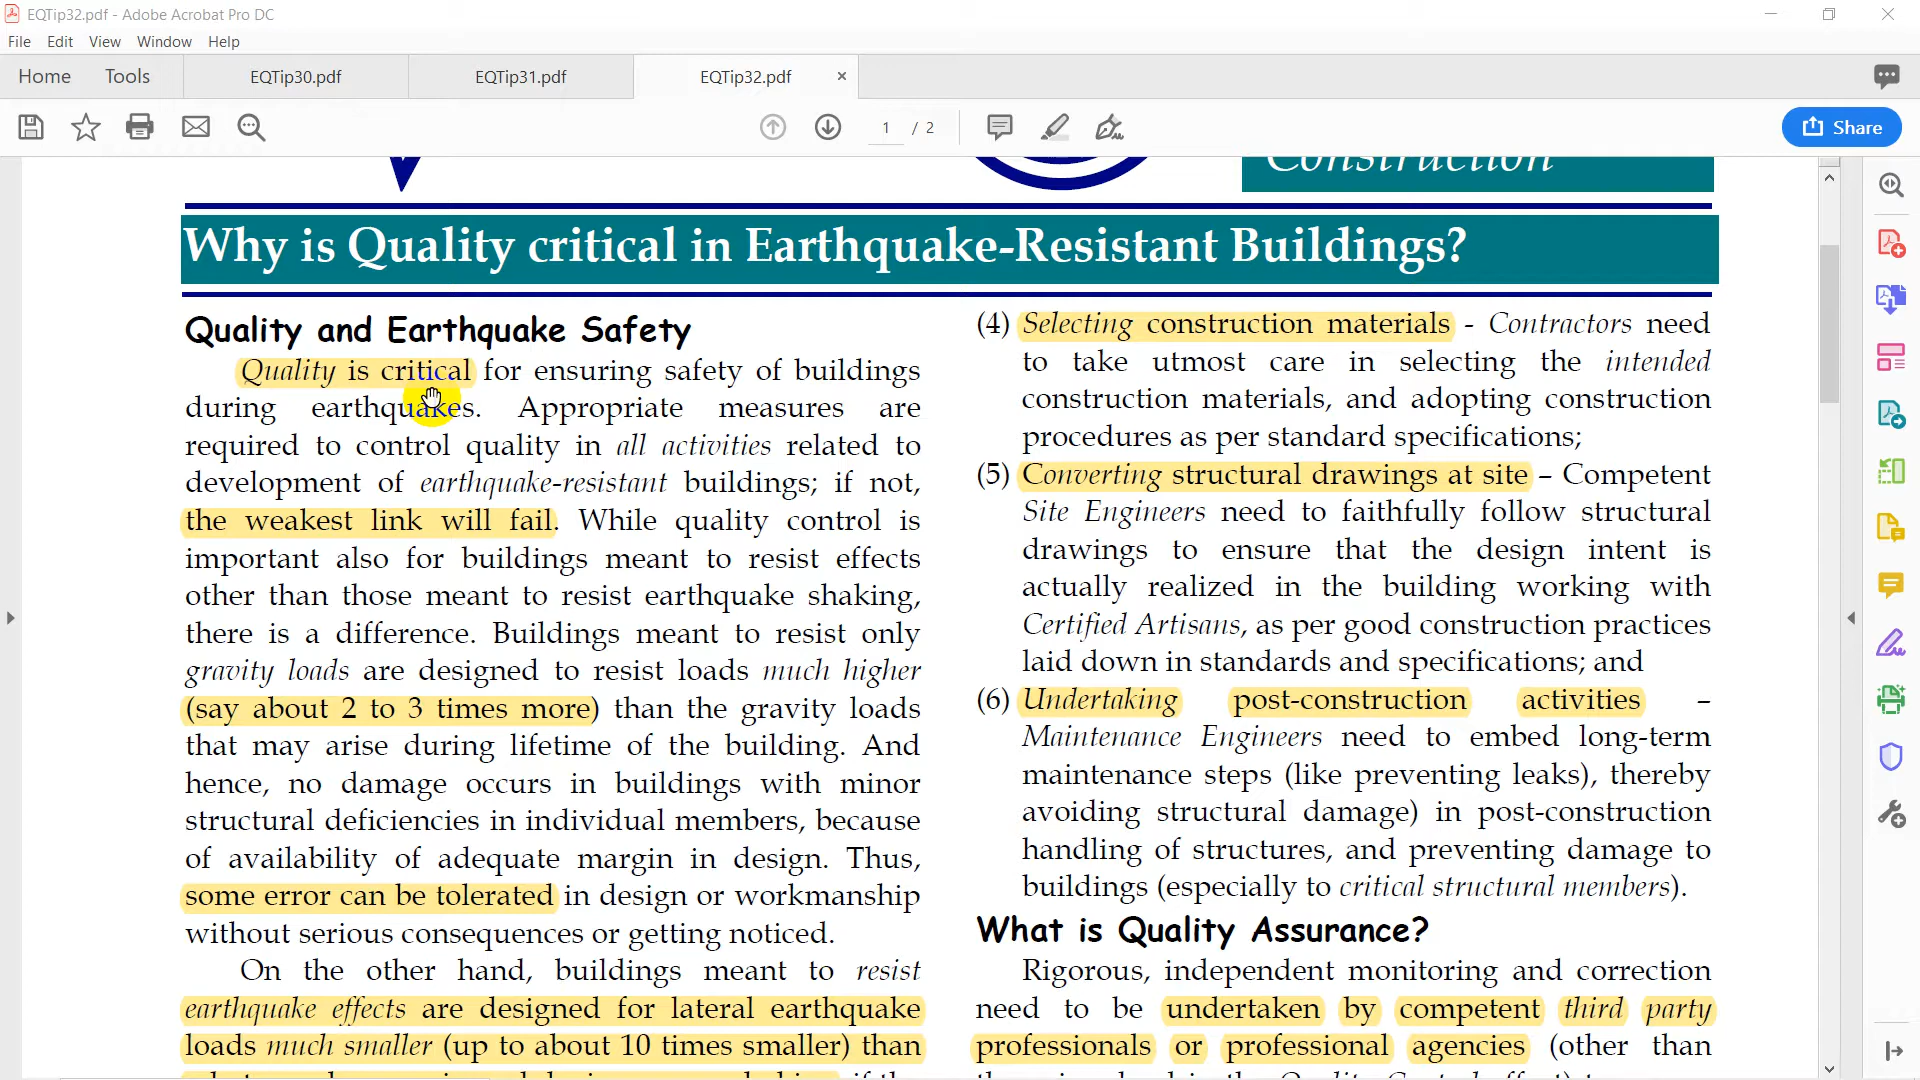 EQTip32.pdf - Adobe Acrobat Pro DC
File Edit View Window Help
Home Tools EQTip30.pdf EQTip31.pdf EQTip32.pdf ×
1 / 2
Share
Construction
Why is Quality critical in Earthquake-Resistant Buildings?
Quality and Earthquake Safety
Quality is critical for ensuring safety of buildings
during earthquakes. Appropriate measures are
required to control quality in all activities related to
development of earthquake-resistant buildings; if not,
the weakest link will fail. While quality control is
important also for buildings meant to resist effects
other than those meant to resist earthquake shaking,
there is a difference. Buildings meant to resist only
gravity loads are designed to resist loads much higher
(say about 2 to 3 times more) than the gravity loads
that may arise during lifetime of the building. And
hence, no damage occurs in buildings with minor
structural deficiencies in individual members, because
of availability of adequate margin in design. Thus,
some error can be tolerated in design or workmanship
without serious consequences or getting noticed.
On the other hand, buildings meant to resist
earthquake effects are designed for lateral earthquake
loads much smaller (up to about 10 times smaller) than
(4) Selecting construction materials - Contractors need
to take utmost care in selecting the intended
construction materials, and adopting construction
procedures as per standard specifications;
(5) Converting structural drawings at site – Competent
Site Engineers need to faithfully follow structural
drawings to ensure that the design intent is
actually realized in the building working with
Certified Artisans, as per good construction practices
laid down in standards and specifications; and
(6) Undertaking post-construction activities –
Maintenance Engineers need to embed long-term
maintenance steps (like preventing leaks), thereby
avoiding structural damage) in post-construction
handling of structures, and preventing damage to
buildings (especially to critical structural members).
What is Quality Assurance?
Rigorous, independent monitoring and correction
need to be undertaken by competent third party
professionals or professional agencies (other than